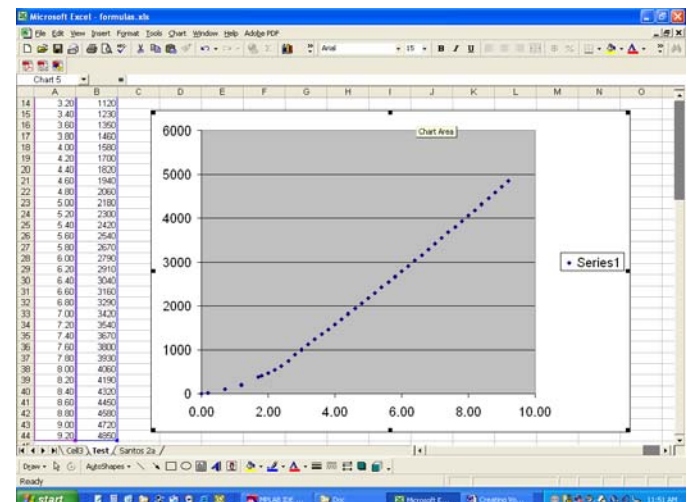 Microsoft Excel - formulas.xls
File Edit View Insert Format Tools Chart Window Help Adobe PDF
Arial 15 B I U
Chart 5 =
A B C D E F G H I J K L M N O
14 3.20 1120
15 3.40 1230
16 3.60 1350
17 3.80 1460
18 4.00 1580
19 4.20 1700
20 4.40 1820
21 4.60 1940
22 4.80 2060
23 5.00 2180
24 5.20 2300
25 5.40 2420
26 5.60 2540
27 5.80 2670
28 6.00 2790
29 6.20 2910
30 6.40 3040
31 6.60 3160
32 6.80 3290
33 7.00 3420
34 7.20 3540
35 7.40 3670
36 7.60 3800
37 7.80 3930
38 8.00 4060
39 8.20 4190
40 8.40 4320
41 8.60 4450
42 8.80 4580
43 9.00 4720
44 9.20 4850
Chart Area
6000
5000
4000
3000
2000
1000
0
0.00 2.00 4.00 6.00 8.00 10.00
Series1
Cell3 Test Santos 2a
Draw AutoShapes
Ready
start MPLAB IDE Doc Microsoft E... 11:51 AM